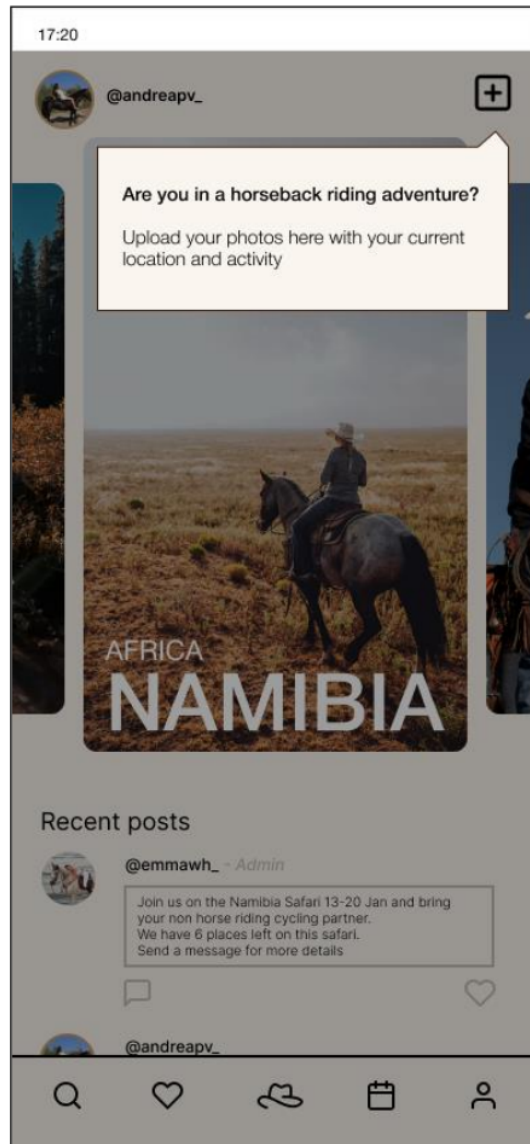 17:20
@andreapv_
Are you in a horseback riding adventure?
Upload your photos here with your current
location and activity
AFRICA
NAMIBIA
Recent posts
@emmawh_ - Admin
Join us on the Namibia Safari 13-20 Jan and bring
your non horse riding cycling partner.
We have 6 places left on this safari.
Send a message for more details
@andreapv_